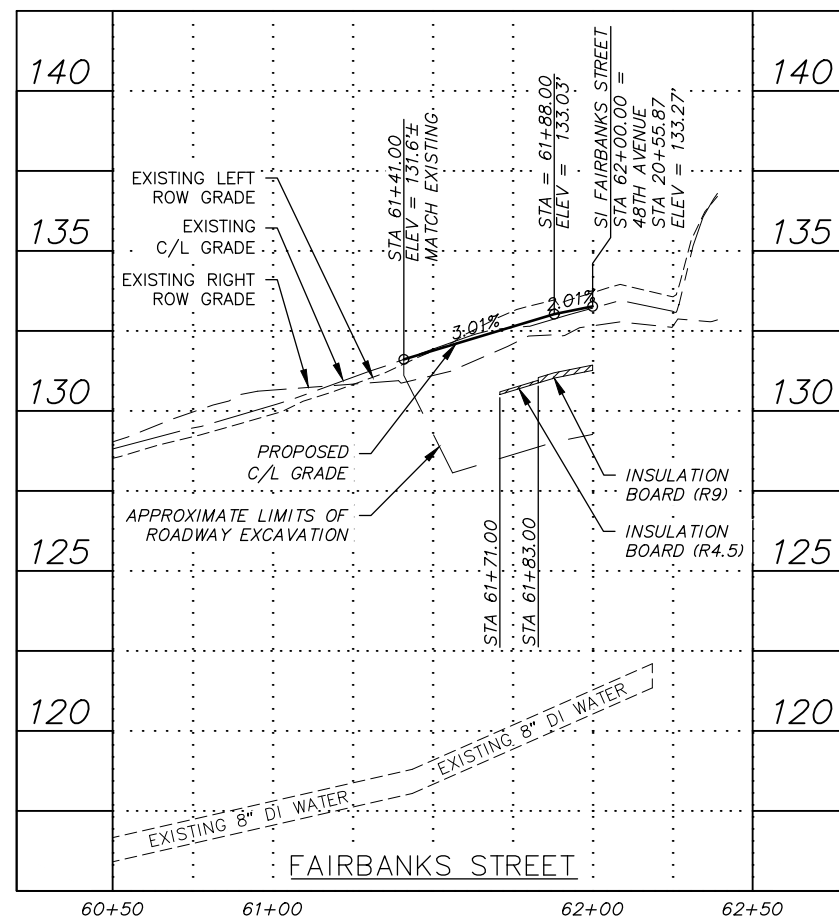 140
140
135
135
130
130
125
125
120
120
EXISTING LEFT
ROW GRADE
EXISTING
C/L GRADE
EXISTING RIGHT
ROW GRADE
STA 61+41.00
ELEV = 131.6'±
MATCH EXISTING
STA = 61+88.00
ELEV = 133.03'
SI FAIRBANKS STREET
STA 62+00.00 =
48TH AVENUE
STA 20+55.87
ELEV = 133.27'
3.01%
2.01%
PROPOSED
C/L GRADE
APPROXIMATE LIMITS OF
ROADWAY EXCAVATION
INSULATION
BOARD (R9)
INSULATION
BOARD (R4.5)
STA 61+71.00
STA 61+83.00
EXISTING 8" DI WATER
EXISTING 8" DI WATER
FAIRBANKS STREET
60+50
61+00
62+00
62+50